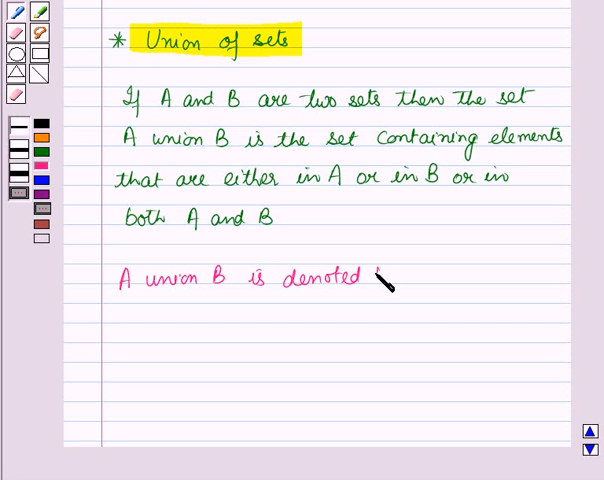 * Union of sets
If A and B are two sets then the set
A union B is the set containing elements
that are either in A or in B or in
both A and B
A union B is denoted